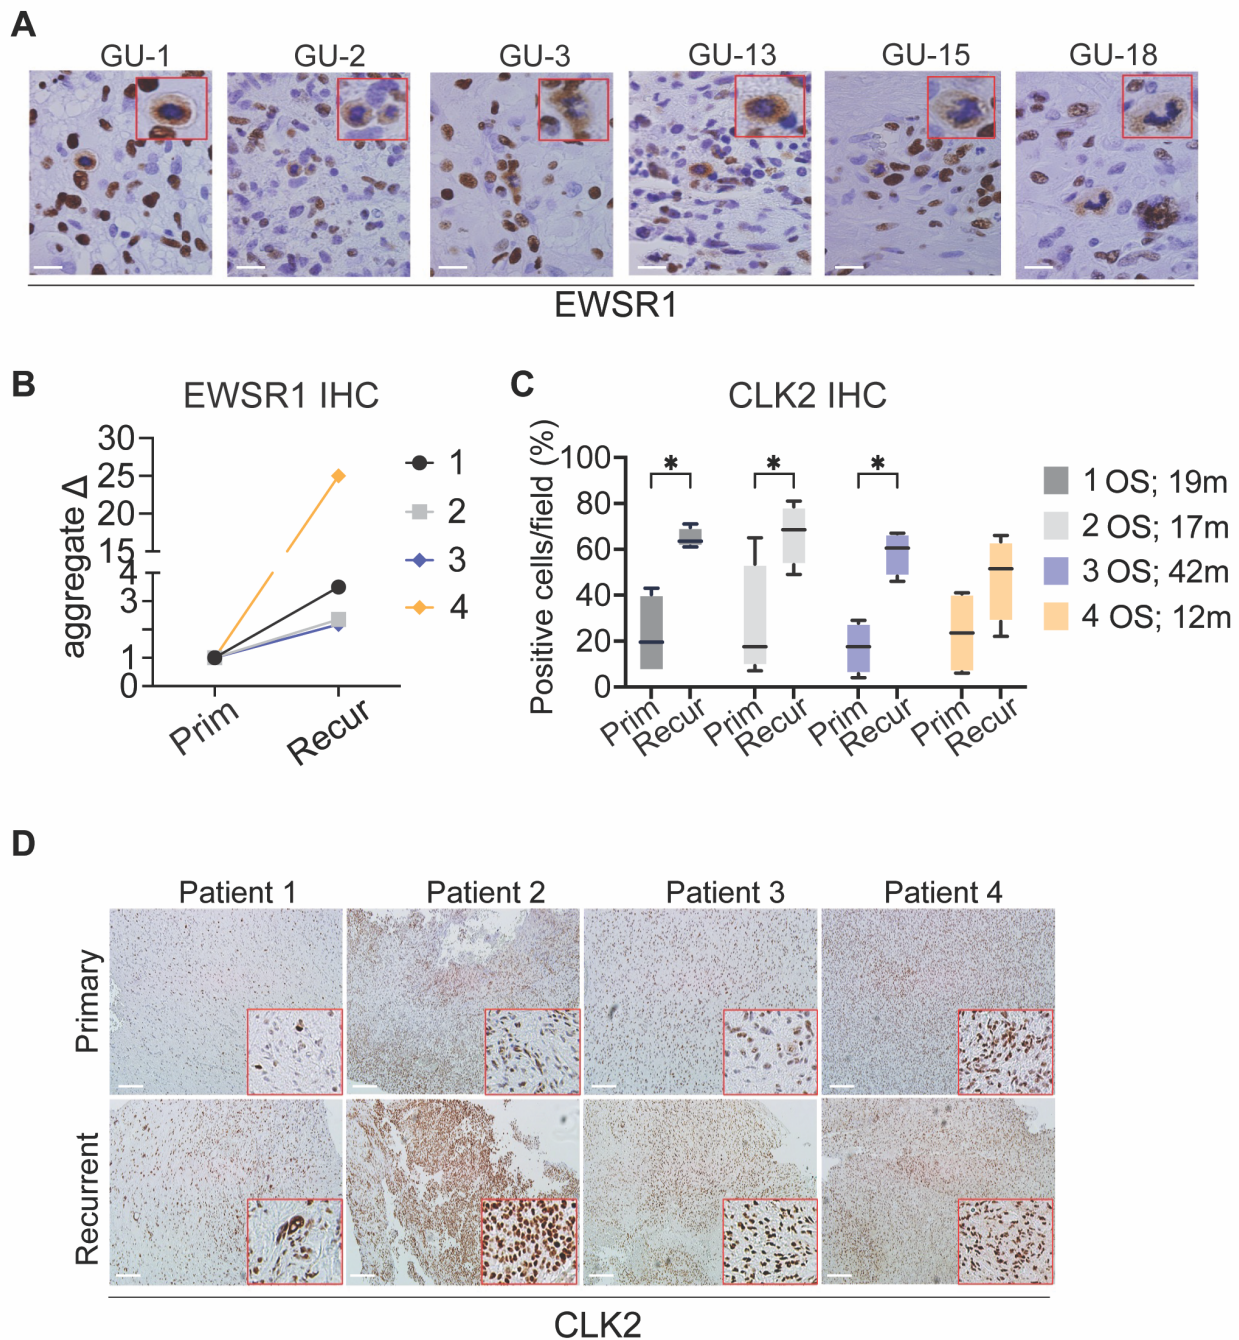 A
GU-1 GU-2 GU-3 GU-13 GU-15 GU-18
EWSR1
B
EWSR1 IHC
aggregate Δ
30
25
20
15
4
3
1
0
Prim Recur
1
2
3
4
C
CLK2 IHC
Positive cells/field (%)
100
80
60
40
20
0
* * *
Prim Recur Prim Recur Prim Recur Prim Recur
1 OS; 19m
2 OS; 17m
3 OS; 42m
4 OS; 12m
D
Patient 1 Patient 2 Patient 3 Patient 4
Primary
Recurrent
CLK2